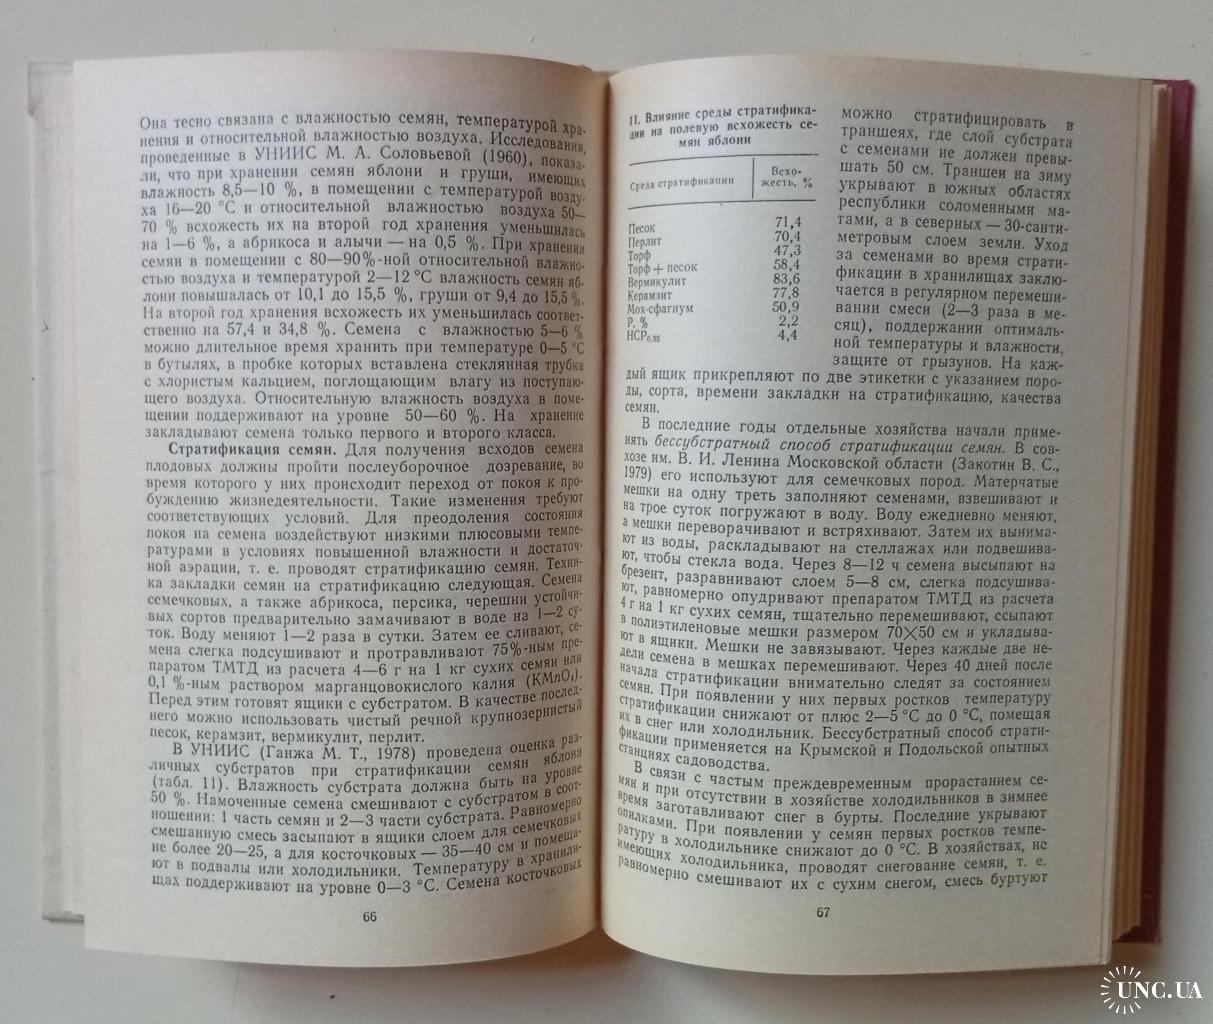 Она тесно связана с влажностью семян, температурой хра-
нения и относительной влажностью воздуха. Исследования,
проведенные в УНИИС М. А. Соловьевой (1960), показа-
ли, что при хранении семян яблони и груши, имеющих
влажность 8,5—10 %, в помещении с температурой возду-
ха 16—20 °С и относительной влажностью воздуха 50—
70 % всхожесть их на второй год хранения уменьшилась
на 1—6 %, а абрикоса и алычи — на 0,5 %. При хранении
семян в помещении с 80—90%-ной относительной влажно-
стью воздуха и температурой 2—12 °С влажность семян яб-
лони повышалась от 10,1 до 15,5 %, груши от 9,4 до 15,5 %.
На второй год хранения всхожесть их уменьшилась соответ-
ственно на 57,4 и 34,8 %. Семена с влажностью 5—6 %
можно длительное время хранить при температуре 0—5 °С
в бутылях, в пробке которых вставлена стеклянная трубка
с хлористым кальцием, поглощающим влагу из поступаю-
щего воздуха. Относительную влажность воздуха в поме-
щении поддерживают на уровне 50—60 %. На хранение
закладывают семена только первого и второго класса.
Стратификация семян. Для получения всходов семена
плодовых должны пройти послеуборочное дозревание, во
время которого у них происходит переход от покоя к про-
буждению жизнедеятельности. Такие изменения требуют
соответствующих условий. Для преодоления состояния
покоя на семена воздействуют низкими плюсовыми темпе-
ратурами в условиях повышенной влажности и достаточ-
ной аэрации, т. е. проводят стратификацию семян. Техни-
ка закладки семян на стратификацию следующая. Семена
семечковых, а также абрикоса, персика, черешни устойчи-
вых сортов предварительно замачивают в воде на 1—2 су-
ток. Воду меняют 1—2 раза в сутки. Затем ее сливают, се-
мена слегка подсушивают и протравливают 75%-ным пре-
паратом ТМТД из расчета 4—6 г на 1 кг сухих семян или
0,1 %-ным раствором марганцовокислого калия (KMnO₄).
Перед этим готовят ящики с субстратом. В качестве послед-
него можно использовать чистый речной крупнозернистый
песок, керамзит, вермикулит, перлит.
В УНИИС (Ганжа М. Т., 1978) проведена оценка раз-
личных субстратов при стратификации семян яблони
(табл. 11). Влажность субстрата должна быть на уровне
50 %. Намоченные семена смешивают с субстратом в соот-
ношении: 1 часть семян и 2—3 части субстрата. Равномерно
смешанную смесь засыпают в ящики слоем для семечковых
не более 20—25, а для косточковых — 35—40 см и помеща-
ют в подвалы или холодильники. Температуру в хранили-
щах поддерживают на уровне 0—3 °С. Семена косточковых
66
11. Влияние среды стратифика-
ции на полевую всхожесть се-
мян яблони
Среда стратификации Всхо-
жесть, %
Песок 71,4
Перлит 70,4
Торф 47,3
Торф + песок 58,4
Вермикулит 83,6
Керамзит 77,8
Мох-сфагнум 50,9
Р, % 2,2
НСР₀,₉₅ 4,4
можно стратифицировать в
траншеях, где слой субстрата
с семенами не должен превы-
шать 50 см. Траншеи на зиму
укрывают в южных областях
республики соломенными ма-
тами, а в северных — 30-санти-
метровым слоем земли. Уход
за семенами во время страти-
фикации в хранилищах заклю-
чается в регулярном перемеши-
вании смеси (2—3 раза в ме-
сяц), поддержании оптималь-
ной температуры и влажности,
защите от грызунов. На каж-
дый ящик прикрепляют по две этикетки с указанием поро-
ды, сорта, времени закладки на стратификацию, качества
семян.
В последние годы отдельные хозяйства начали приме-
нять бессубстратный способ стратификации семян. В сов-
хозе им. В. И. Ленина Московской области (Закотин В. С.,
1979) его используют для семечковых пород. Матерчатые
мешки на одну треть заполняют семенами, взвешивают и
на трое суток погружают в воду. Воду ежедневно меняют,
а мешки переворачивают и встряхивают. Затем их вынима-
ют из воды, раскладывают на стеллажах или подвешива-
ют, чтобы стекла вода. Через 8—12 ч семена высыпают на
брезент, разравнивают слоем 5—8 см, слегка подсушива-
ют, равномерно опудривают препаратом ТМТД из расчета
4 г на 1 кг сухих семян, тщательно перемешивают, ссыпают
в полиэтиленовые мешки размером 70×50 см и укладыва-
ют в ящики. Мешки не завязывают. Через каждые две не-
дели семена в мешках перемешивают. Через 40 дней после
начала стратификации внимательно следят за состоянием
семян. При появлении у них первых ростков температуру
стратификации снижают от плюс 2—5 °С до 0 °С, помещая
их в снег или холодильник. Бессубстратный способ страти-
фикации применяется на Крымской и Подольской опытных
станциях садоводства.
В связи с частым преждевременным прорастанием се-
мян и при отсутствии в хозяйстве холодильников в зимнее
время заготавливают снег в бурты. Последние укрывают
опилками. При появлении у семян первых ростков темпе-
ратуру в холодильнике снижают до 0 °С. В хозяйствах, не
имеющих холодильника, проводят снегование семян, т. е.
равномерно смешивают их с сухим снегом, смесь буртуют
67
UNC.UA